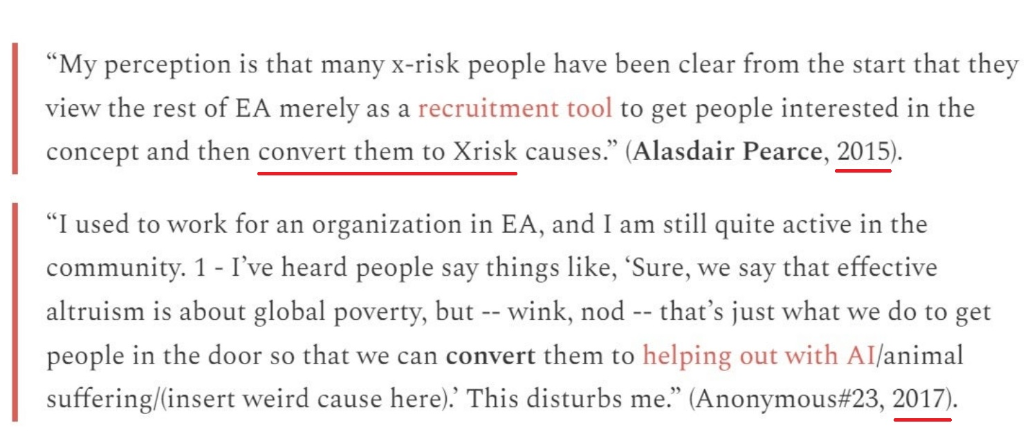 “My perception is that many x-risk people have been clear from the start that they
view the rest of EA merely as a recruitment tool to get people interested in the
concept and then convert them to Xrisk causes.” (Alasdair Pearce, 2015).
“I used to work for an organization in EA, and I am still quite active in the
community. 1 - I’ve heard people say things like, ‘Sure, we say that effective
altruism is about global poverty, but -- wink, nod -- that’s just what we do to get
people in the door so that we can convert them to helping out with AI/animal
suffering/(insert weird cause here).’ This disturbs me.” (Anonymous#23, 2017).